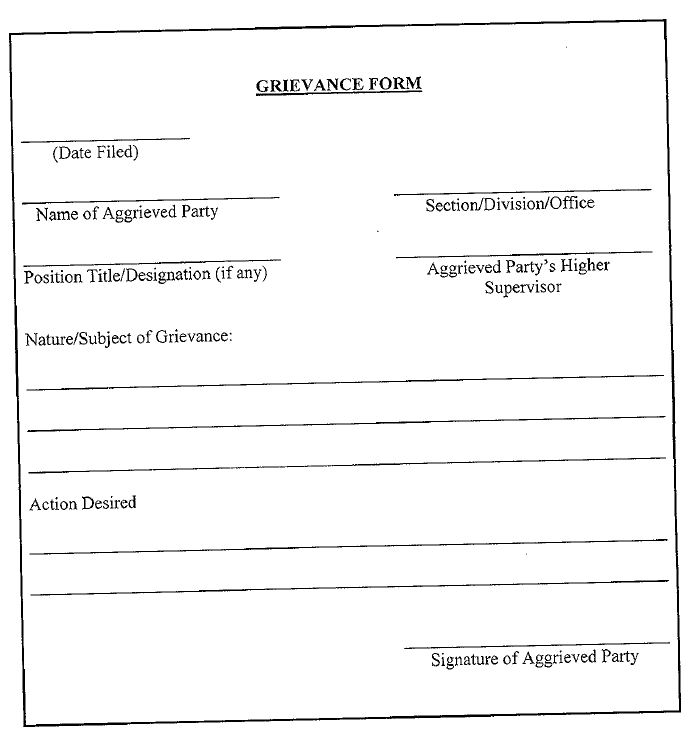 GRIEVANCE FORM
(Date Filed)
Name of Aggrieved Party
Section/Division/Office
Position Title/Designation (if any)
Aggrieved Party's Higher
Supervisor
Nature/Subject of Grievance:
Action Desired
Signature of Aggrieved Party